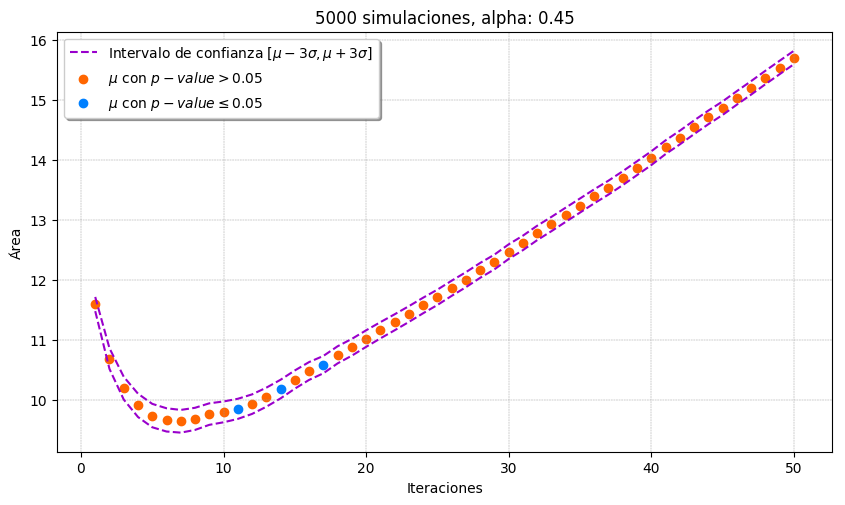 5000 simulaciones, alpha: 0.45
Intervalo de confianza [μ − 3σ, μ + 3σ]
μ con p − value > 0.05
μ con p − value ≤ 0.05
Área
16
15
14
13
12
11
10
0 10 20 30 40 50
Iteraciones